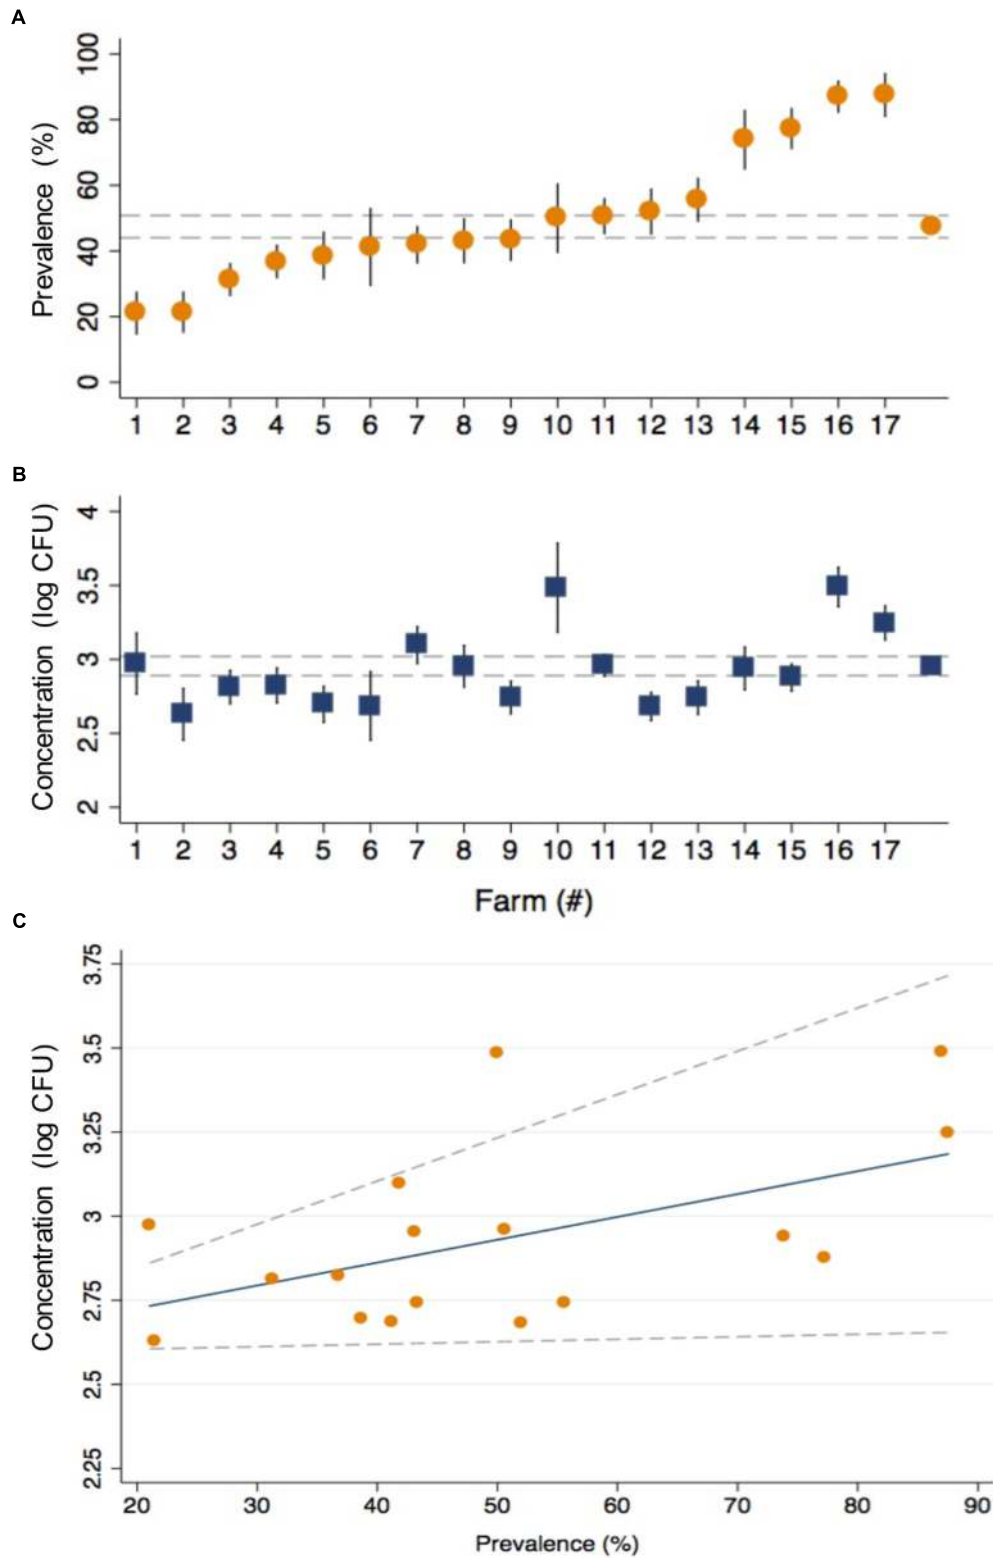 A
Prevalence (%)
100
80
60
40
20
0
1 2 3 4 5 6 7 8 9 10 11 12 13 14 15 16 17
B
Concentration (log CFU)
4
3.5
3
2.5
2
1 2 3 4 5 6 7 8 9 10 11 12 13 14 15 16 17
Farm (#)
C
Concentration (log CFU)
3.75
3.5
3.25
3
2.75
2.5
2.25
20 30 40 50 60 70 80 90
Prevalence (%)